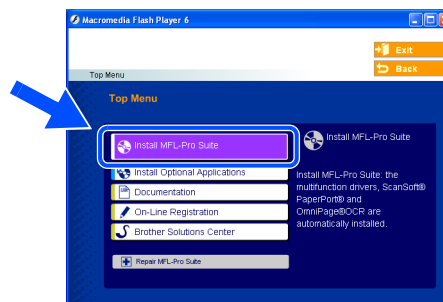 Macromedia Flash Player 6
Exit
Back
Top Menu
Top Menu
Install MFL-Pro Suite
Install Optional Applications
Documentation
On-Line Registration
Brother Solutions Center
Repair MFL-Pro Suite
Install MFL-Pro Suite
Install MFL-Pro Suite: the
multifunction drivers, ScanSoft®
PaperPort® and
OmniPage®OCR are
automatically installed.